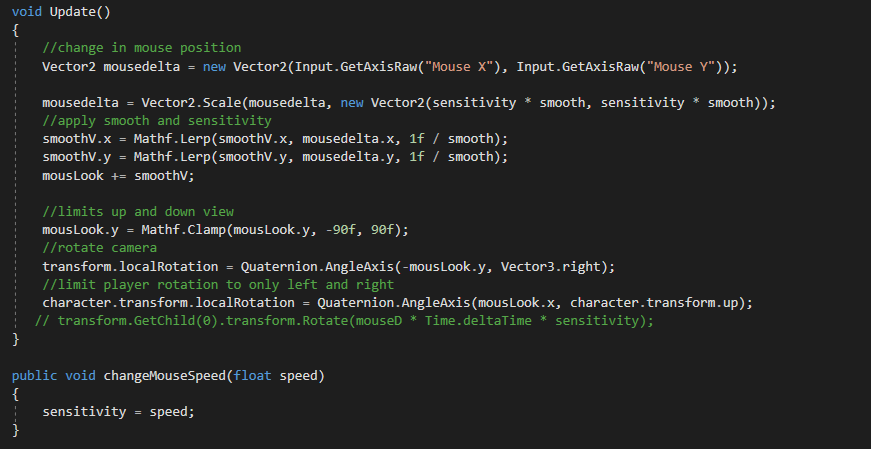 void Update()
{
    //change in mouse position
    Vector2 mousedelta = new Vector2(Input.GetAxisRaw("Mouse X"), Input.GetAxisRaw("Mouse Y"));

    mousedelta = Vector2.Scale(mousedelta, new Vector2(sensitivity * smooth, sensitivity * smooth));
    //apply smooth and sensitivity
    smoothV.x = Mathf.Lerp(smoothV.x, mousedelta.x, 1f / smooth);
    smoothV.y = Mathf.Lerp(smoothV.y, mousedelta.y, 1f / smooth);
    mousLook += smoothV;

    //limits up and down view
    mousLook.y = Mathf.Clamp(mousLook.y, -90f, 90f);
    //rotate camera
    transform.localRotation = Quaternion.AngleAxis(-mousLook.y, Vector3.right);
    //limit player rotation to only left and right
    character.transform.localRotation = Quaternion.AngleAxis(mousLook.x, character.transform.up);
   // transform.GetChild(0).transform.Rotate(mouseD * Time.deltaTime * sensitivity);
}

public void changeMouseSpeed(float speed)
{
    sensitivity = speed;
}